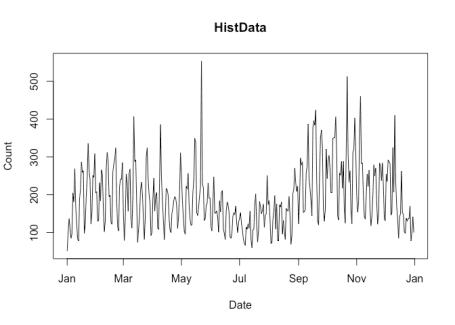 HistData
Count
500
400
300
200
100
Jan
Mar
May
Jul
Sep
Nov
Jan
Date